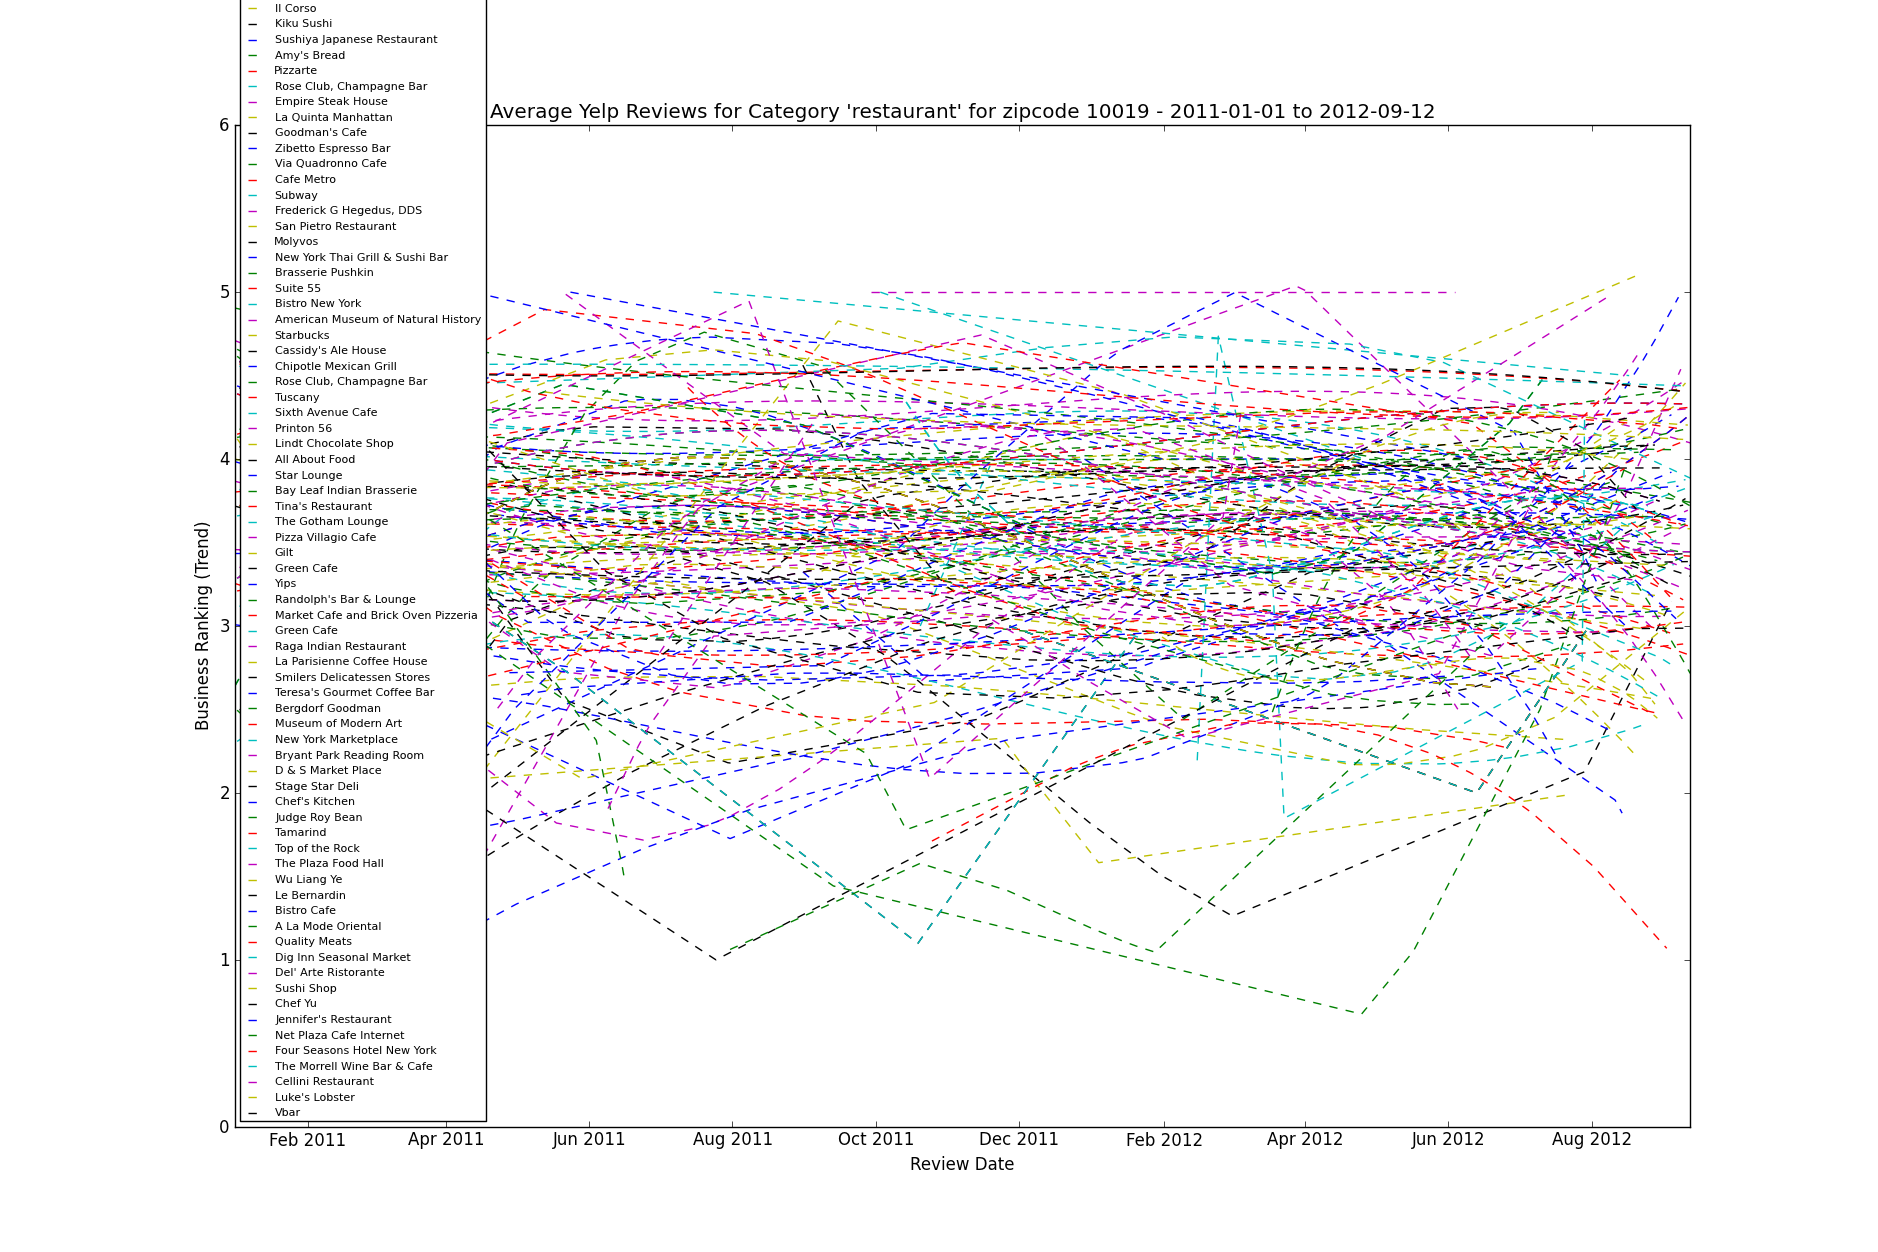 Il Corso
Kiku Sushi
Sushiya Japanese Restaurant
Amy's Bread
Pizzarte
Rose Club, Champagne Bar
Empire Steak House
La Quinta Manhattan
Goodman's Cafe
Zibetto Espresso Bar
Via Quadronno Cafe
Cafe Metro
Subway
Frederick G Hegedus, DDS
San Pietro Restaurant
Molyvos
New York Thai Grill & Sushi Bar
Brasserie Pushkin
Suite 55
Bistro New York
American Museum of Natural History
Starbucks
Cassidy's Ale House
Chipotle Mexican Grill
Rose Club, Champagne Bar
Tuscany
Sixth Avenue Cafe
Printon 56
Lindt Chocolate Shop
All About Food
Star Lounge
Bay Leaf Indian Brasserie
Tina's Restaurant
The Gotham Lounge
Pizza Villagio Cafe
Gilt
Green Cafe
Yips
Randolph's Bar & Lounge
Market Cafe and Brick Oven Pizzeria
Green Cafe
Raga Indian Restaurant
La Parisienne Coffee House
Smilers Delicatessen Stores
Teresa's Gourmet Coffee Bar
Bergdorf Goodman
Museum of Modern Art
New York Marketplace
Bryant Park Reading Room
D & S Market Place
Stage Star Deli
Chef's Kitchen
Judge Roy Bean
Tamarind
Top of the Rock
The Plaza Food Hall
Wu Liang Ye
Le Bernardin
Bistro Cafe
A La Mode Oriental
Quality Meats
Dig Inn Seasonal Market
Del' Arte Ristorante
Sushi Shop
Chef Yu
Jennifer's Restaurant
Net Plaza Cafe Internet
Four Seasons Hotel New York
The Morrell Wine Bar & Cafe
Cellini Restaurant
Luke's Lobster
Vbar
Average Yelp Reviews for Category 'restaurant' for zipcode 10019 - 2011-01-01 to 2012-09-12
6
5
4
3
2
1
0
Business Ranking (Trend)
Feb 2011 Apr 2011 Jun 2011 Aug 2011 Oct 2011 Dec 2011 Feb 2012 Apr 2012 Jun 2012 Aug 2012
Review Date